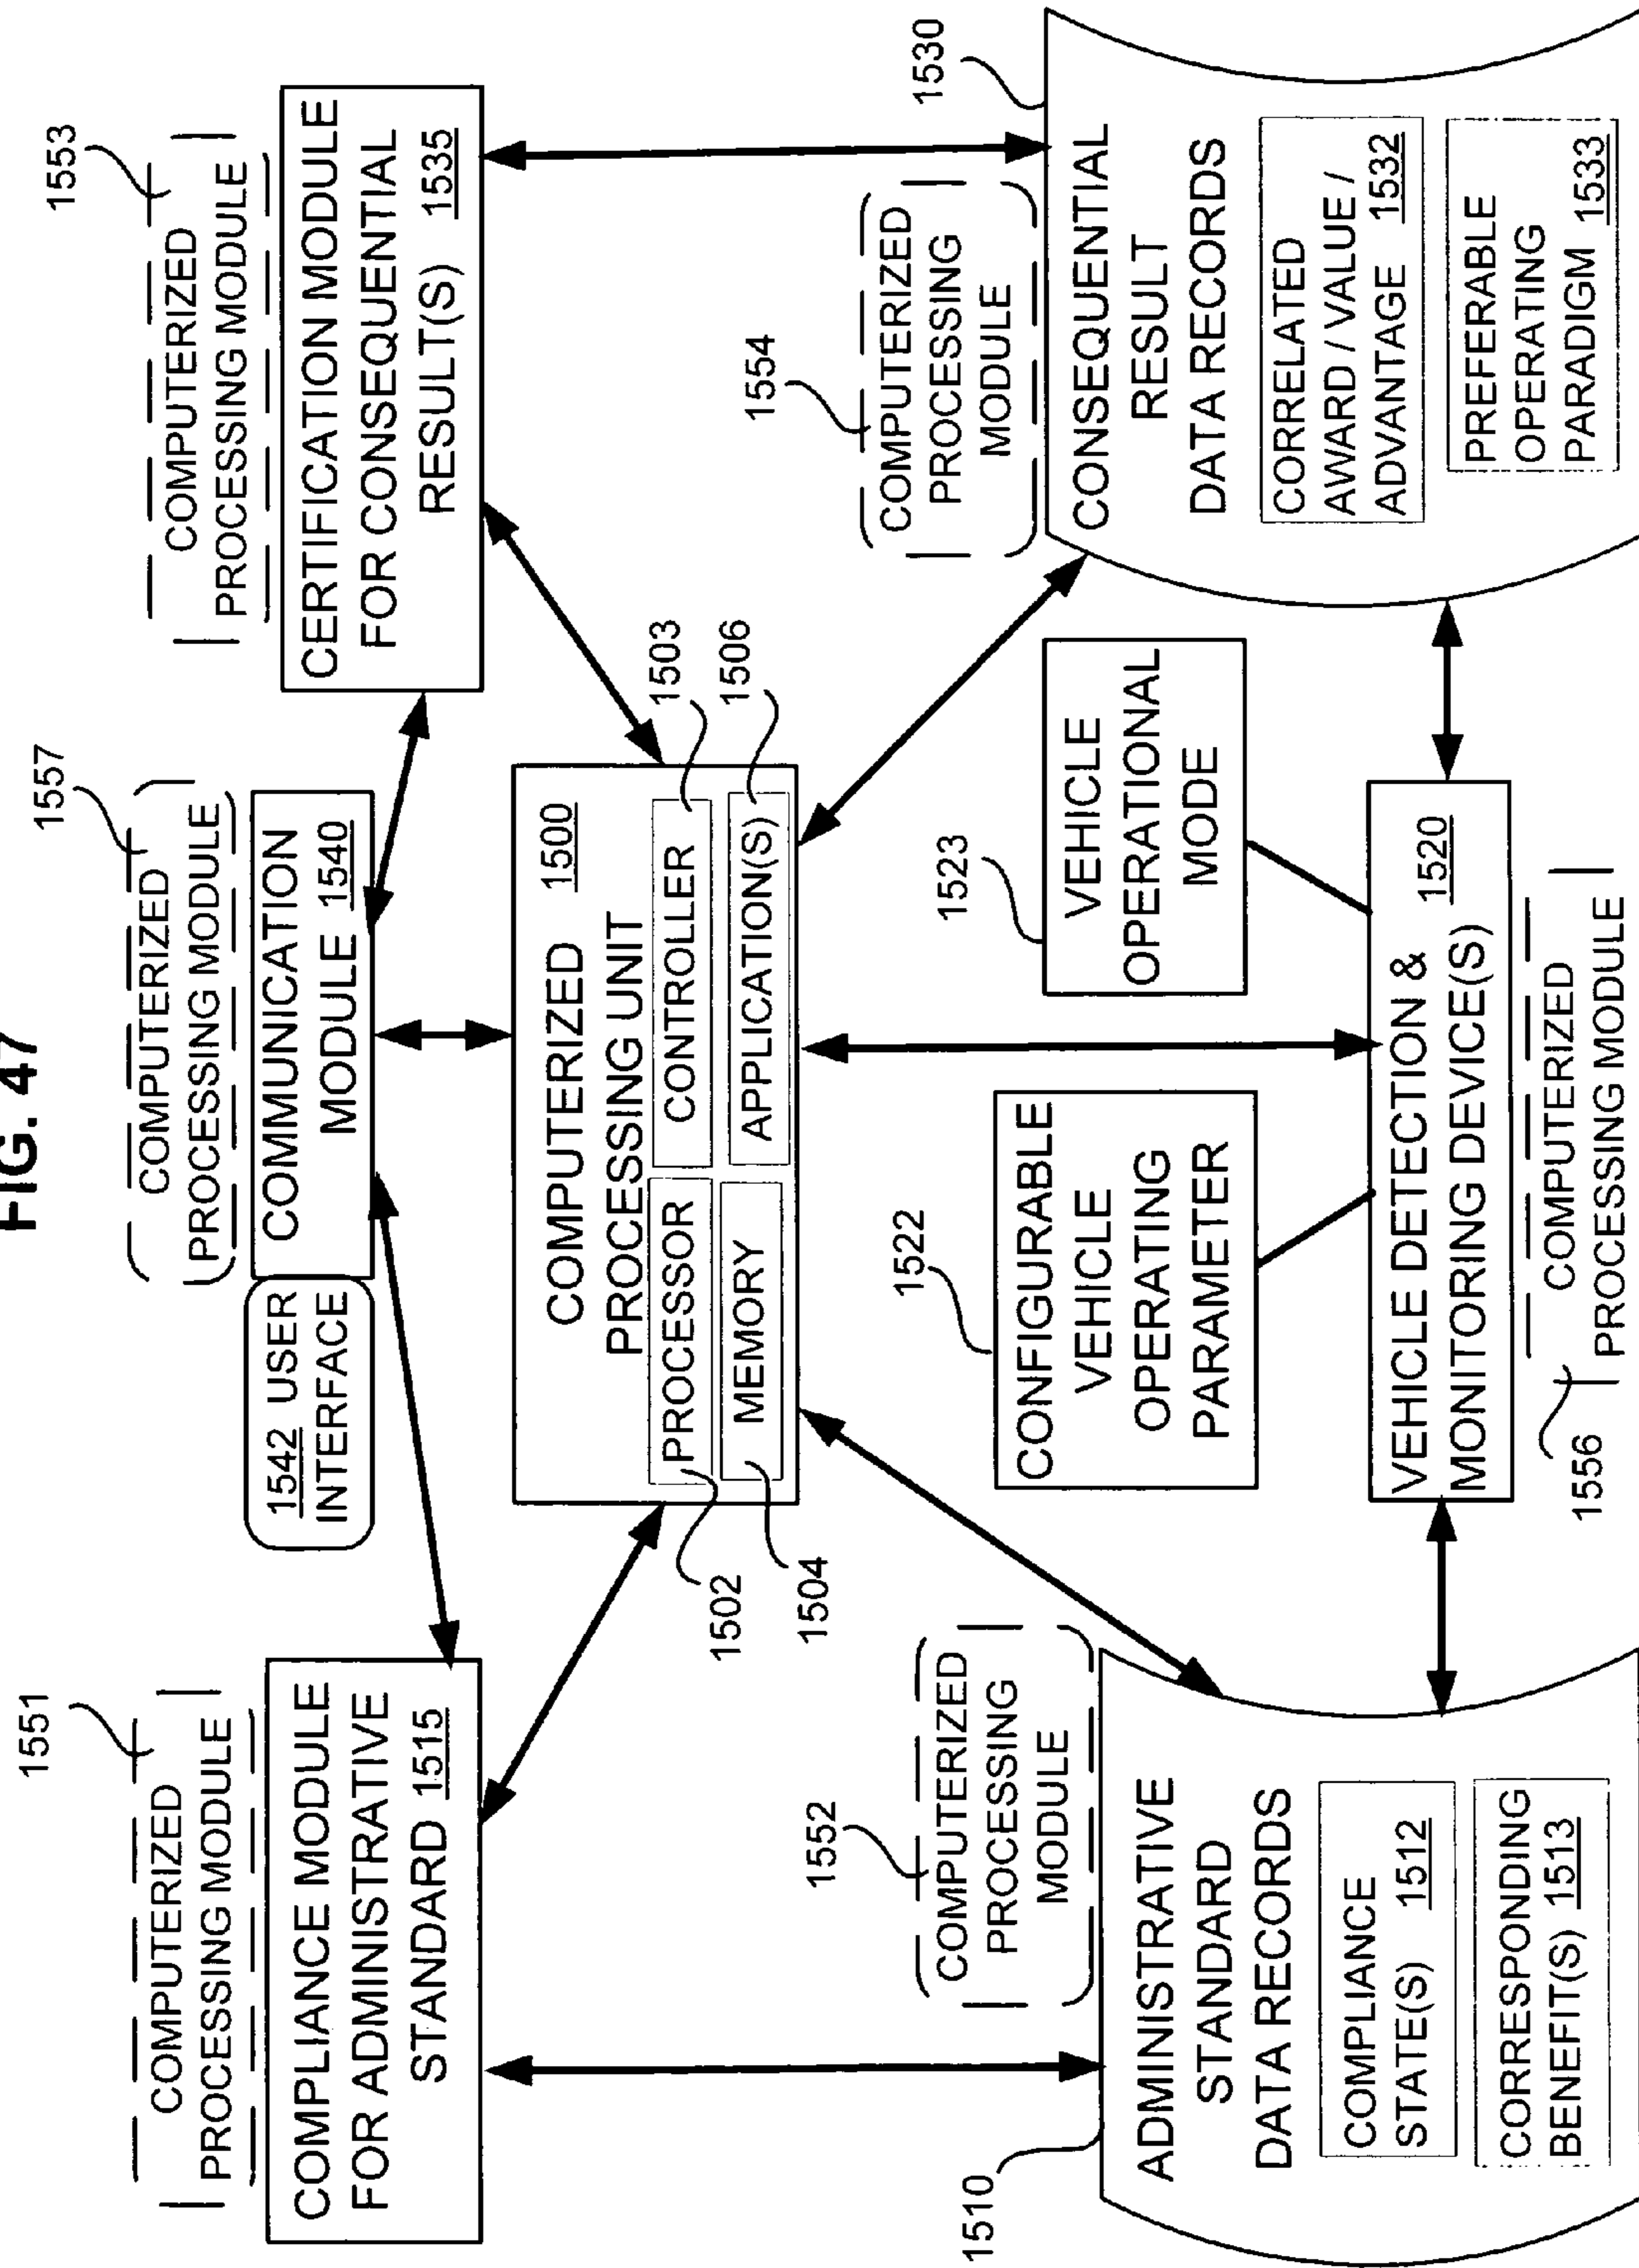 FIG. 47
1551
COMPUTERIZED
PROCESSING MODULE
COMPLIANCE MODULE
FOR ADMINISTRATIVE
STANDARD 1515
1557
COMPUTERIZED
PROCESSING MODULE
1542 USER
INTERFACE
COMMUNICATION
MODULE 1540
1553
COMPUTERIZED
PROCESSING MODULE
CERTIFICATION MODULE
FOR CONSEQUENTIAL
RESULT(S) 1535
COMPUTERIZED
PROCESSING UNIT 1500
PROCESSOR
CONTROLLER
MEMORY
APPLICATION(S)
1502
1504
1503
1506
1552
COMPUTERIZED
PROCESSING
MODULE
1510
ADMINISTRATIVE
STANDARD
DATA RECORDS
COMPLIANCE
STATE(S) 1512
CORRESPONDING
BENEFIT(S) 1513
1522
CONFIGURABLE
VEHICLE
OPERATING
PARAMETER
1523
VEHICLE
OPERATIONAL
MODE
VEHICLE DETECTION &
MONITORING DEVICE(S) 1520
1556
COMPUTERIZED
PROCESSING MODULE
1554
COMPUTERIZED
PROCESSING
MODULE
1530
CONSEQUENTIAL
RESULT
DATA RECORDS
CORRELATED
AWARD / VALUE /
ADVANTAGE 1532
PREFERABLE
OPERATING
PARADIGM 1533